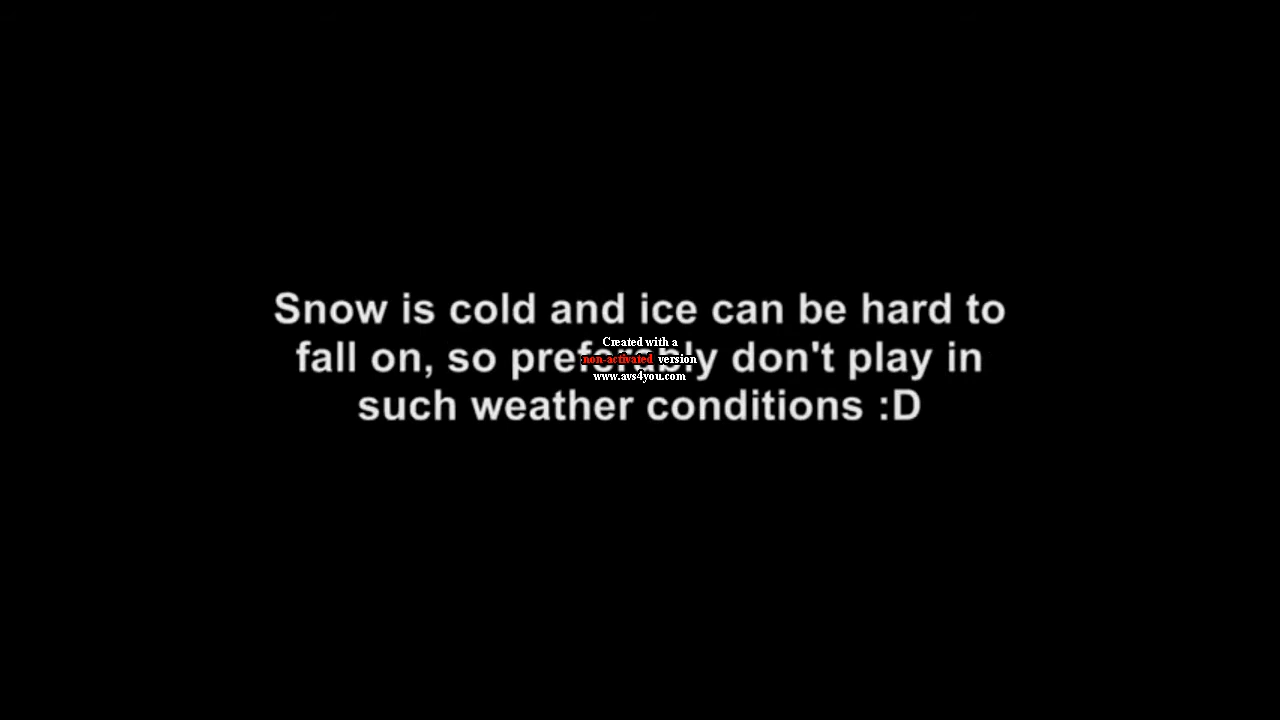 Snow is cold and ice can be hard to
fall on, so preferably don't play in
such weather conditions :D
Created with a
non-activated version
www.avs4you.com